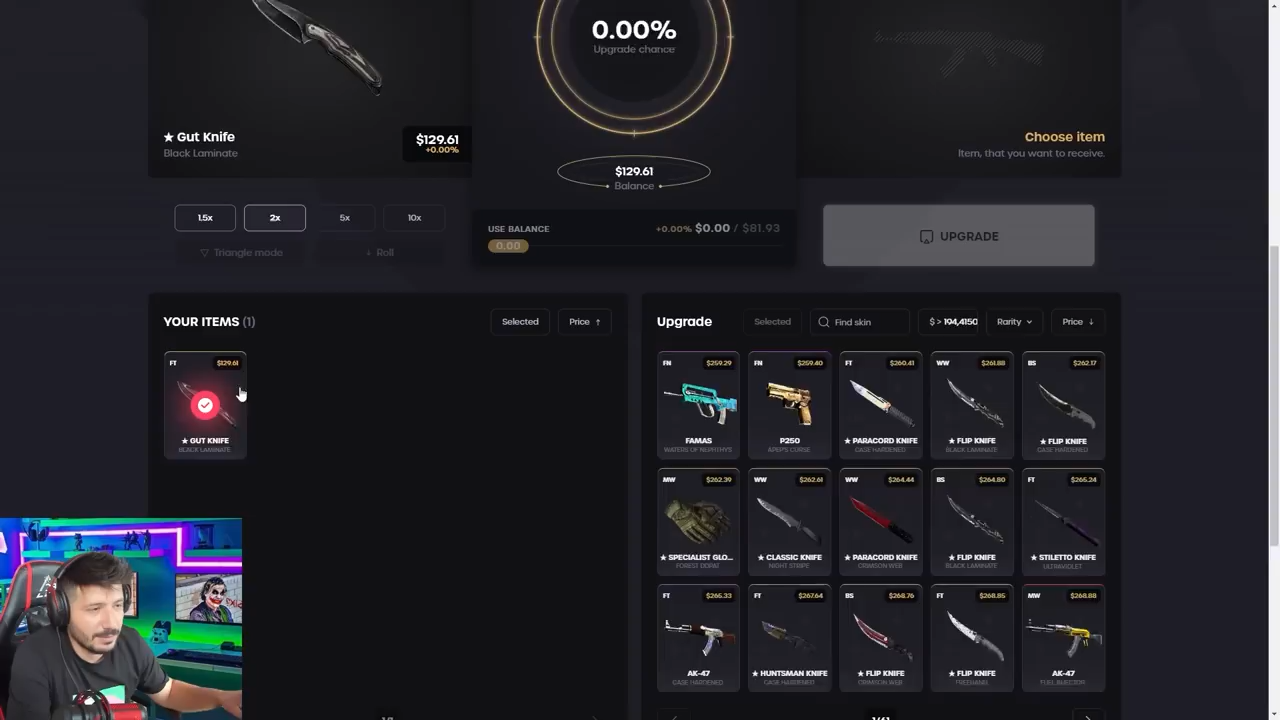 0.00%
Upgrade chance
★ Gut Knife
Black Laminate
$129.61
+0.00%
$129.61
Balance
Choose item
Item, that you want to receive.
1.5x
2x
5x
10x
Triangle mode
Roll
USE BALANCE
+0.00% $0.00 / $81.93
0.00
UPGRADE
YOUR ITEMS (1)
Selected
Price ↑
Upgrade
Selected
Find skin
$ > 194,4150
Rarity
Price ↓
FT $129.61
★ GUT KNIFE
BLACK LAMINATE
FN $259.29
FAMAS
WATERS OF NEPHTHYS
FN $259.40
P250
APEP'S CURSE
FT $260.41
★ PARACORD KNIFE
CASE HARDENED
WW $261.88
★ FLIP KNIFE
BLACK LAMINATE
BS $262.17
★ FLIP KNIFE
CASE HARDENED
MW $262.39
★ SPECIALIST GLO...
FOREST DDPAT
WW $262.61
★ CLASSIC KNIFE
NIGHT STRIPE
WW $264.44
★ PARACORD KNIFE
CRIMSON WEB
BS $264.80
★ FLIP KNIFE
BLACK LAMINATE
FT $265.24
★ STILETTO KNIFE
ULTRAVIOLET
FT $265.33
AK-47
CASE HARDENED
FT $267.64
★ HUNTSMAN KNIFE
CASE HARDENED
BS $268.76
★ FLIP KNIFE
CRIMSON WEB
FT $268.85
★ FLIP KNIFE
FREEHAND
MW $268.88
AK-47
FUEL INJECTOR